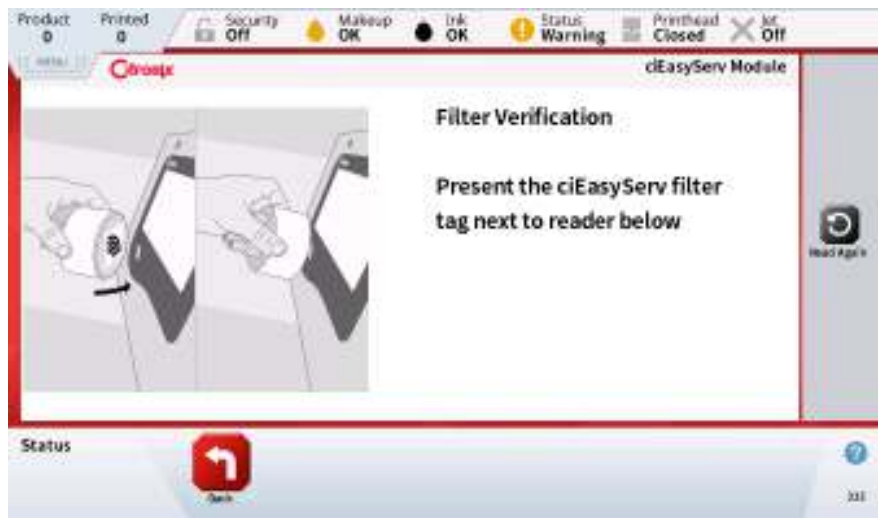 Product
0
Printed
0
Security
Off
Makeup
OK
Ink
OK
Status
Warning
Printhead
Closed
Jet
Off
MENU
Citronix
ciEasyServ Module
Filter Verification
Present the ciEasyServ filter
tag next to reader below
Read Again
Status
Back